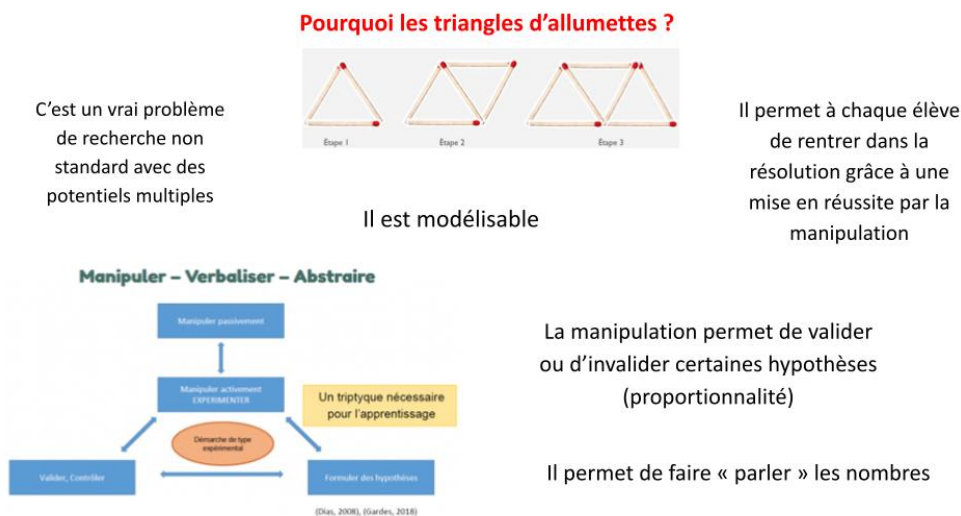 Pourquoi les triangles d'allumettes ?
Étape 1
Étape 2
Étape 3
C'est un vrai problème
de recherche non
standard avec des
potentiels multiples
Il permet à chaque élève
de rentrer dans la
résolution grâce à une
mise en réussite par la
manipulation
Il est modélisable
Manipuler – Verbaliser – Abstraire
Manipuler passivement
Manipuler activement
EXPERIMENTER
Un triptyque nécessaire
pour l'apprentissage
Démarche de type
expérimental
Valider, Contrôler
Formuler des hypothèses
(Dias, 2008), (Gardes, 2018)
La manipulation permet de valider
ou d'invalider certaines hypothèses
(proportionnalité)
Il permet de faire « parler » les nombres